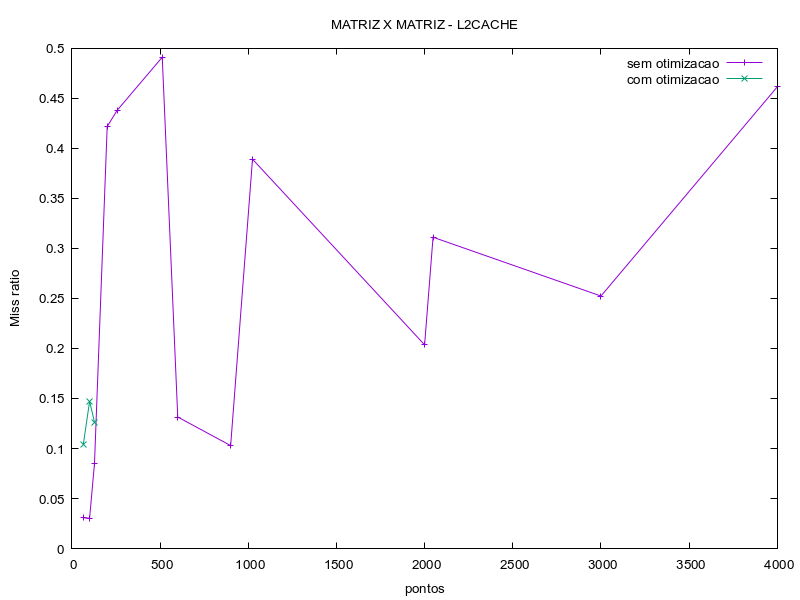 MATRIZ X MATRIZ - L2CACHE
sem otimizacao
com otimizacao
0.5
0.45
0.4
0.35
0.3
0.25
0.2
0.15
0.1
0.05
0
Miss ratio
0 500 1000 1500 2000 2500 3000 3500 4000
pontos